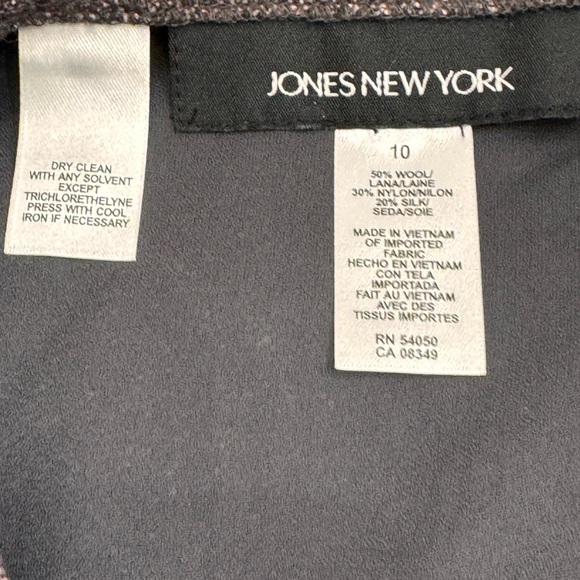 JONES NEW YORK
DRY CLEAN
WITH ANY SOLVENT
EXCEPT
TRICHLORETHELYNE
PRESS WITH COOL
IRON IF NECESSARY
10
50% WOOL/
LANA/LAINE
30% NYLON/NILON
20% SILK/
SEDA/SOIE
MADE IN VIETNAM
OF IMPORTED
FABRIC
HECHO EN VIETNAM
CON TELA
IMPORTADA
FAIT AU VIETNAM
AVEC DES
TISSUS IMPORTES
RN 54050
CA 08349